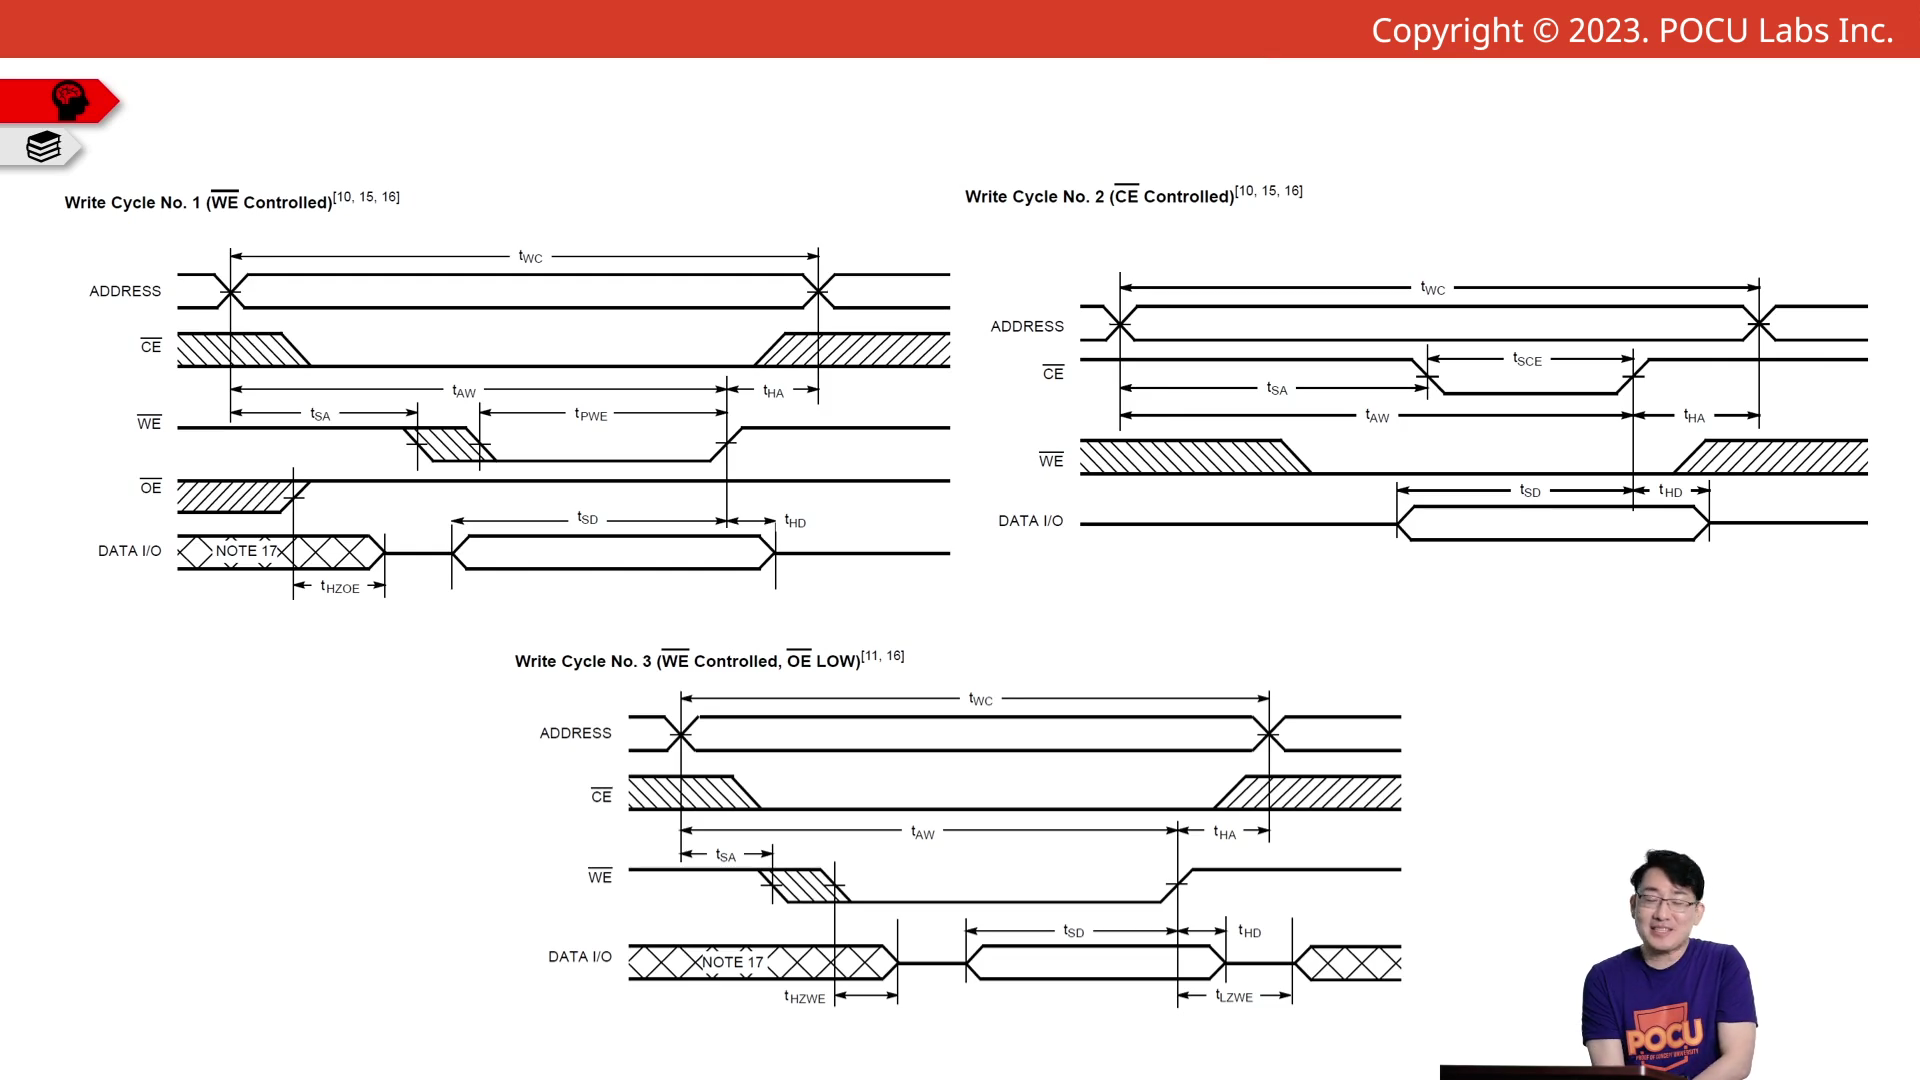 Copyright © 2023. POCU Labs Inc.
Write Cycle No. 1 (WE Controlled)[10, 15, 16]
tWC
ADDRESS
CE
tAW
tHA
tSA
tPWE
WE
OE
tSD
tHD
DATA I/O
NOTE 17
tHZOE
Write Cycle No. 2 (CE Controlled)[10, 15, 16]
tWC
ADDRESS
tSCE
CE
tSA
tAW
tHA
WE
tSD
tHD
DATA I/O
Write Cycle No. 3 (WE Controlled, OE LOW)[11, 16]
tWC
ADDRESS
CE
tAW
tHA
tSA
WE
tSD
tHD
DATA I/O
NOTE 17
tHZWE
tLZWE
POCU